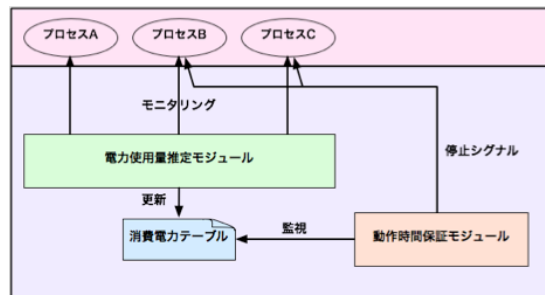 プロセスA
プロセスB
プロセスC
モニタリング
電力使用量推定モジュール
停止シグナル
更新
消費電力テーブル
監視
動作時間保証モジュール